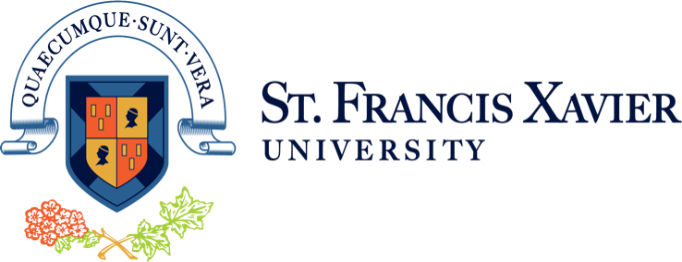 QUAECUMQUE·SUNT·VERA
ST. FRANCIS XAVIER
UNIVERSITY